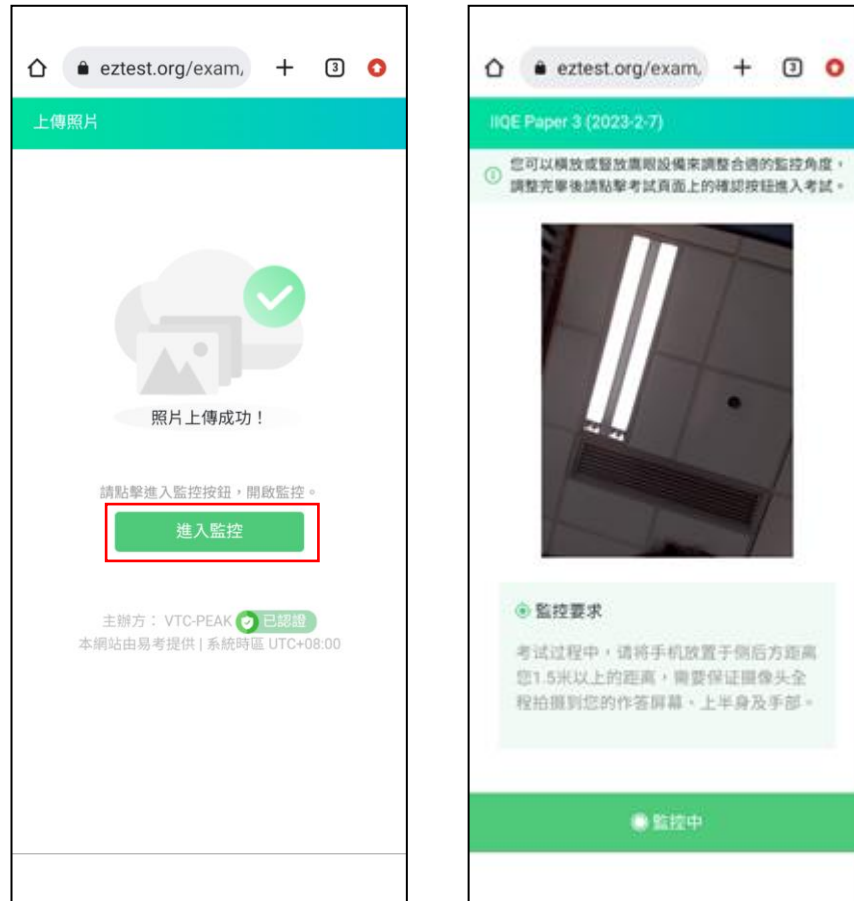 eztest.org/exam,
3
上傳照片
照片上傳成功！
請點擊進入監控按钮，開啟監控。
進入監控
主辦方： VTC-PEAK 已認證
本網站由易考提供 | 系統時區 UTC+08:00
eztest.org/exam,
3
IIQE Paper 3 (2023-2-7)
您可以橫放或豎放鷹眼設備來調整合適的監控角度，
調整完畢後請點擊考試頁面上的確認按鈕進入考試。
監控要求
考试过程中，请将手机放置于侧后方距离
您1.5米以上的距离，需要保证摄像头全
程拍摄到您的作答屏幕、上半身及手部。
監控中